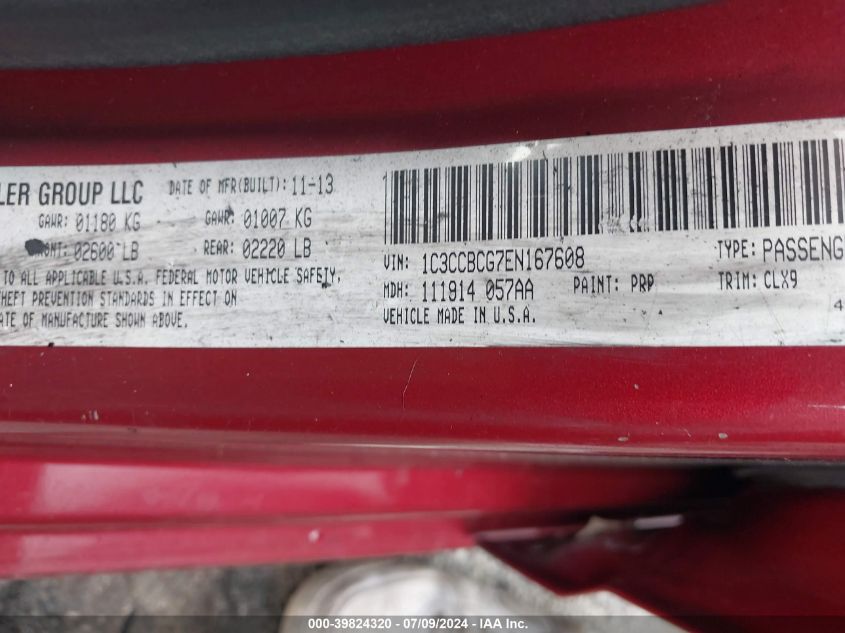 LER GROUP LLC DATE OF MFR(BUILT): 11-13
GAWR: 01180 KG GAWR: 01007 KG
02600 LB REAR: 02220 LB
TO ALL APPLICABLE U.S.A. FEDERAL MOTOR VEHICLE SAFETY,
HEFT PREVENTION STANDARDS IN EFFECT ON
ATE OF MANUFACTURE SHOWN ABOVE.
VIN: 1C3CCBCG7EN167608 TYPE: PASSENG
MDH: 111814 057AA PAINT: PRP TRIM: CLX9
VEHICLE MADE IN U.S.A. 4
000-39824320 / 07/09/2024 - IAA Inc.